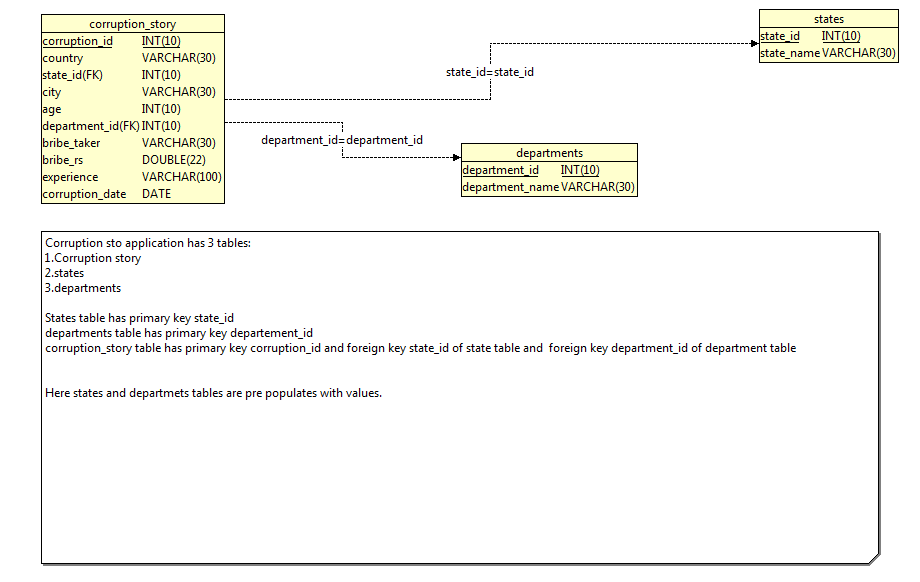 corruption_story
corruption_id INT(10)
country VARCHAR(30)
state_id(FK) INT(10)
city VARCHAR(30)
age INT(10)
department_id(FK) INT(10)
bribe_taker VARCHAR(30)
bribe_rs DOUBLE(22)
experience VARCHAR(100)
corruption_date DATE
states
state_id INT(10)
state_name VARCHAR(30)
state_id=state_id
department_id=department_id
departments
department_id INT(10)
department_name VARCHAR(30)
Corruption sto application has 3 tables:
1.Corruption story
2.states
3.departments
States table has primary key state_id
departments table has primary key departement_id
corruption_story table has primary key corruption_id and foreign key state_id of state table and foreign key department_id of department table
Here states and departmets tables are pre populates with values.